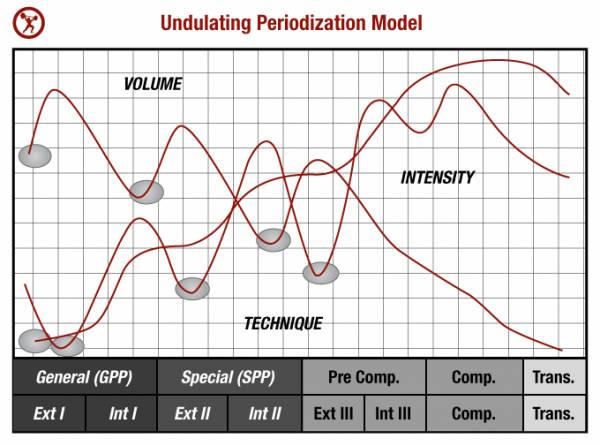 Undulating Periodization Model
VOLUME
INTENSITY
TECHNIQUE
General (GPP) Special (SPP) Pre Comp. Comp. Trans.
Ext I Int I Ext II Int II Ext III Int III Comp. Trans.